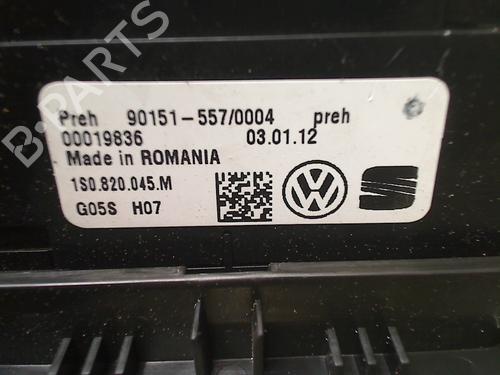 Preh 90151-557/0004 preh
00019836 03.01.12
Made in ROMANIA
1S0.820.045.M
G05S H07
B-PARTS